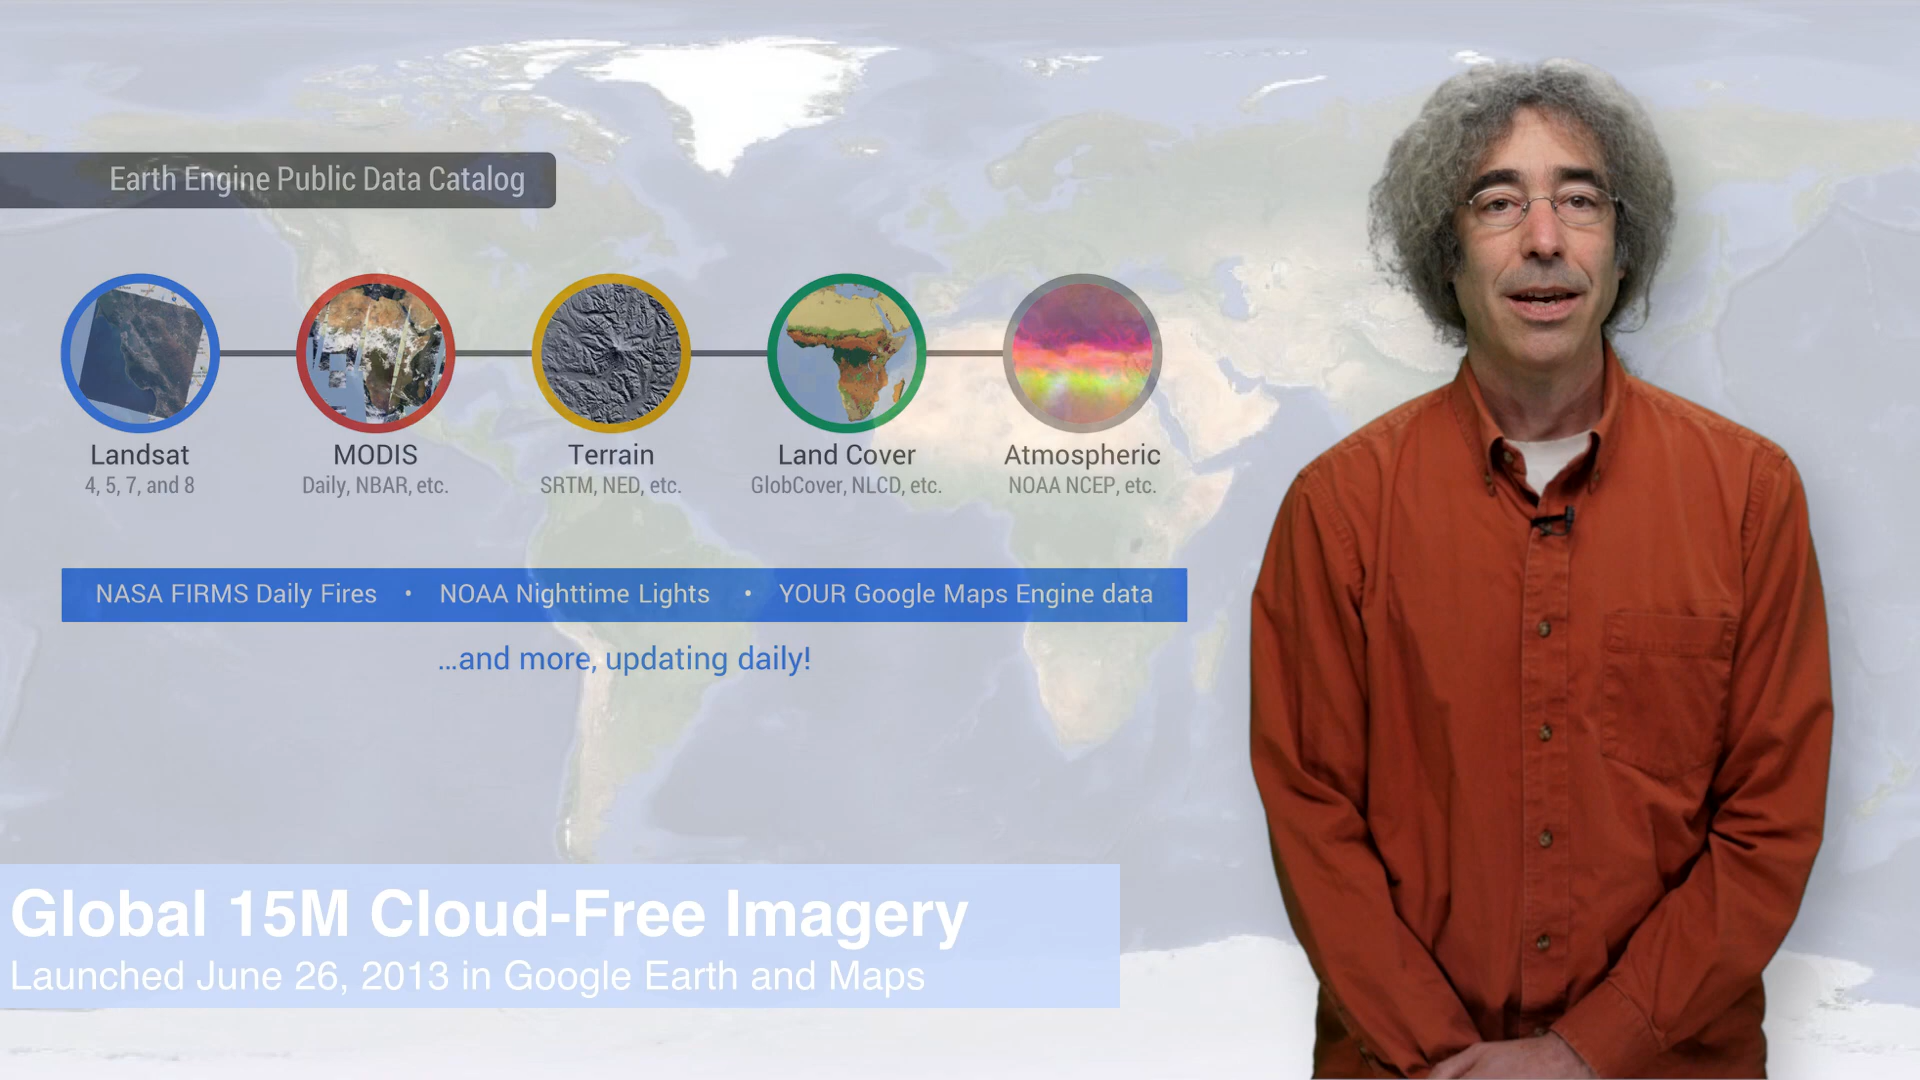 Earth Engine Public Data Catalog
Landsat
4, 5, 7, and 8
MODIS
Daily, NBAR, etc.
Terrain
SRTM, NED, etc.
Land Cover
GlobCover, NLCD, etc.
Atmospheric
NOAA NCEP, etc.
NASA FIRMS Daily Fires • NOAA Nighttime Lights • YOUR Google Maps Engine data
...and more, updating daily!
Global 15M Cloud-Free Imagery
Launched June 26, 2013 in Google Earth and Maps